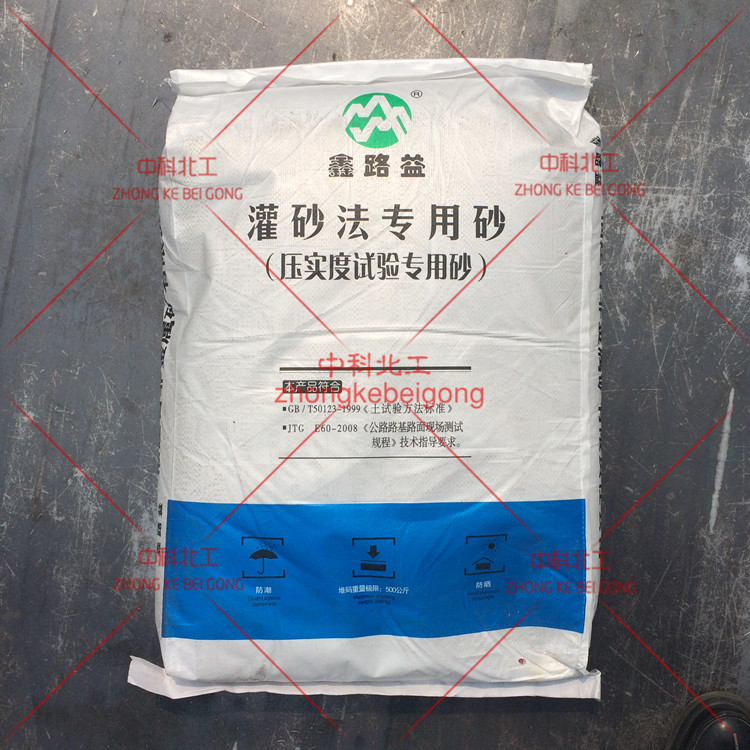 ®
鑫路益
中科北工
ZHONG KE BEI GONG
中科北工
ZHONG KE BEI GONG
灌砂法专用砂
(压实度试验专用砂)
中科北工
zhongkebeigong
本产品符合
■GB/T50123-1999《土试验方法标准》
■JTG E60-2008《公路路基路面现场测试
规程》技术指导要求。
中科北工
ZHONG KE BEI GONG
中科北工
ZHONG KE BEI GONG
防潮
堆码重量极限:500公斤
防晒